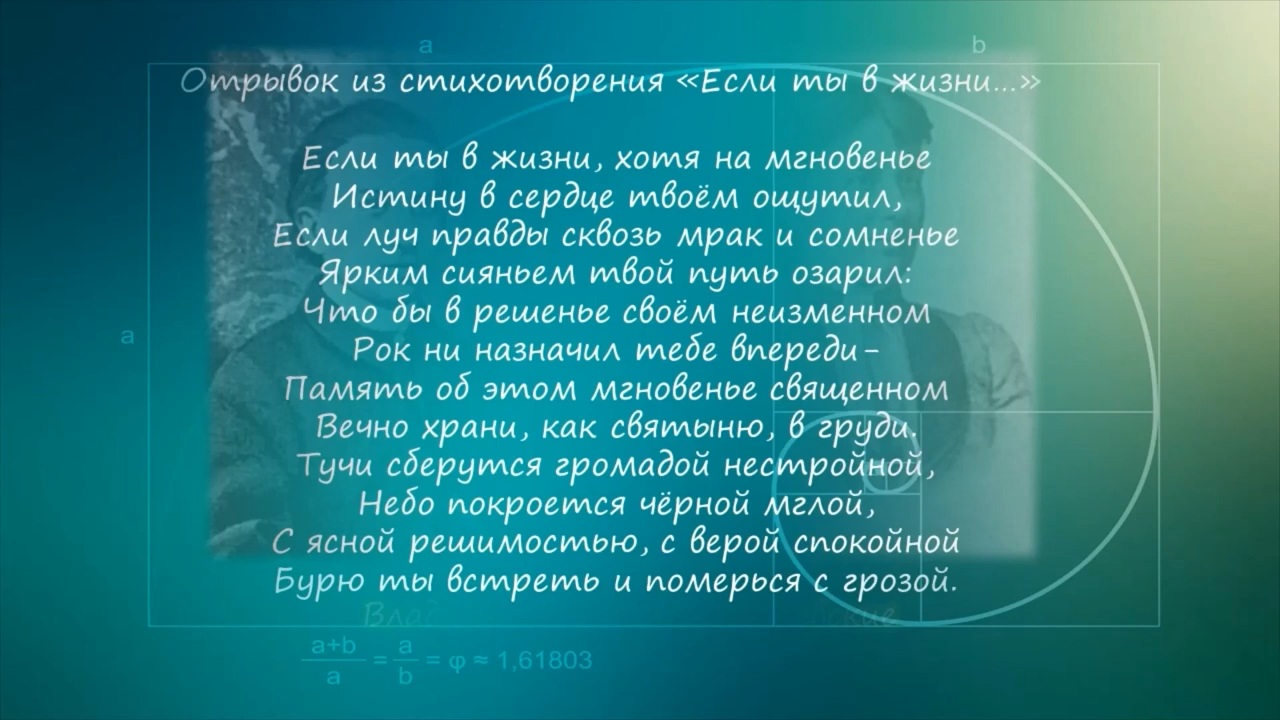 a
b
Отрывок из стихотворения «Если ты в жизни...»
Если ты в жизни, хотя на мгновенье
Истину в сердце твоём ощутил,
Если луч правды сквозь мрак и сомненье
Ярким сияньем твой путь озарил:
a
Что бы в решенье своём неизменном
Рок ни назначил тебе впереди-
Память об этом мгновенье священном
Вечно храни, как святыню, в груди.
Тучи сберутся громадой нестройной,
Небо покроется чёрной мглой,
С ясной решимостью, с верой спокойной
Бурю ты встреть и померься с грозой.
a+b
a
= a
b
= φ ≈ 1,61803